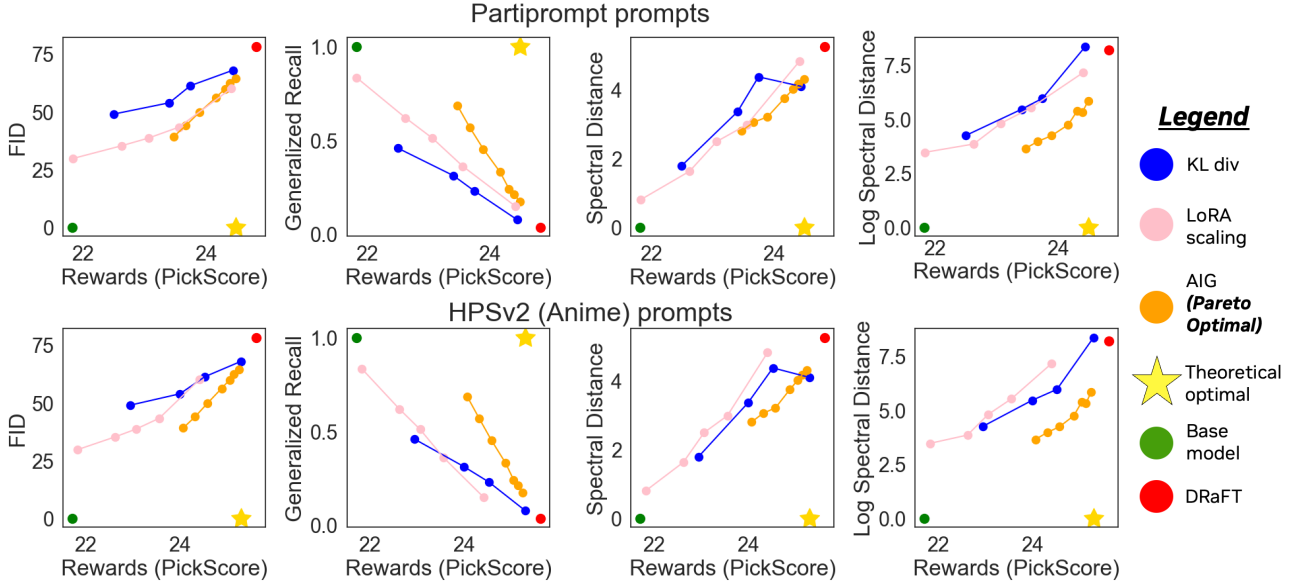 Partiprompt prompts
FID
75
50
25
0
22
24
Rewards (PickScore)
Generalized Recall
1.0
0.5
0.0
22
24
Rewards (PickScore)
Spectral Distance
4
2
0
22
24
Rewards (PickScore)
Log Spectral Distance
7.5
5.0
2.5
0.0
22
24
Rewards (PickScore)
HPSv2 (Anime) prompts
FID
75
50
25
0
22
24
Rewards (PickScore)
Generalized Recall
1.0
0.5
0.0
22
24
Rewards (PickScore)
Spectral Distance
4
2
0
22
24
Rewards (PickScore)
Log Spectral Distance
7.5
5.0
2.5
0.0
22
24
Rewards (PickScore)
Legend
KL div
LoRA
scaling
AIG
(Pareto
Optimal)
Theoretical
optimal
Base
model
DRaFT